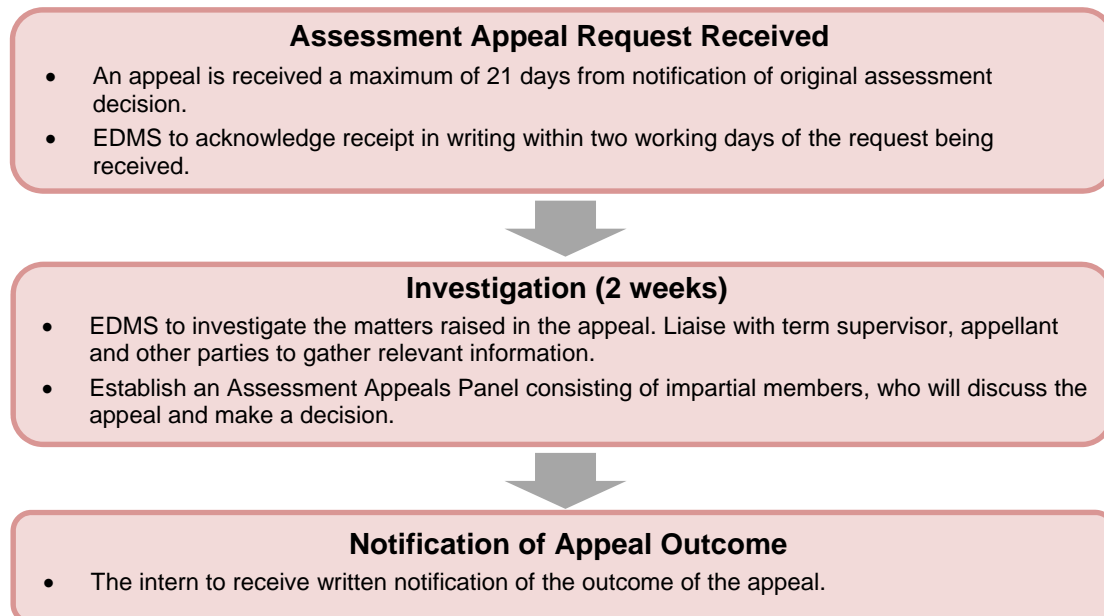 Assessment Appeal Request Received
• An appeal is received a maximum of 21 days from notification of original assessment
decision.
• EDMS to acknowledge receipt in writing within two working days of the request being
received.
Investigation (2 weeks)
• EDMS to investigate the matters raised in the appeal. Liaise with term supervisor, appellant
and other parties to gather relevant information.
• Establish an Assessment Appeals Panel consisting of impartial members, who will discuss the
appeal and make a decision.
Notification of Appeal Outcome
• The intern to receive written notification of the outcome of the appeal.